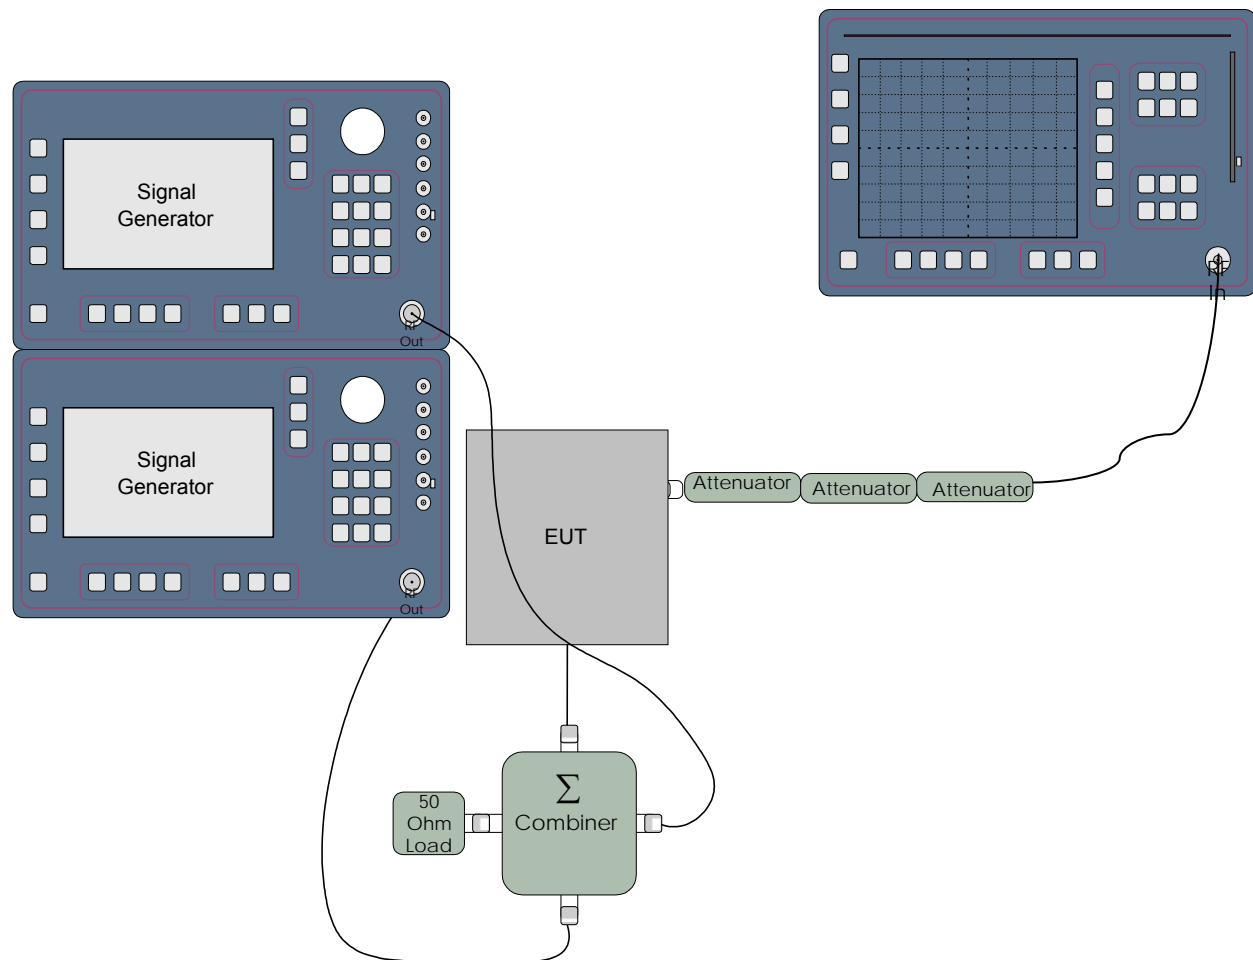 Signal
Generator
RF
Out
Signal
Generator
RF
Out
RF
In
EUT
Attenuator
Attenuator
Attenuator
Σ
Combiner
50
Ohm
Load